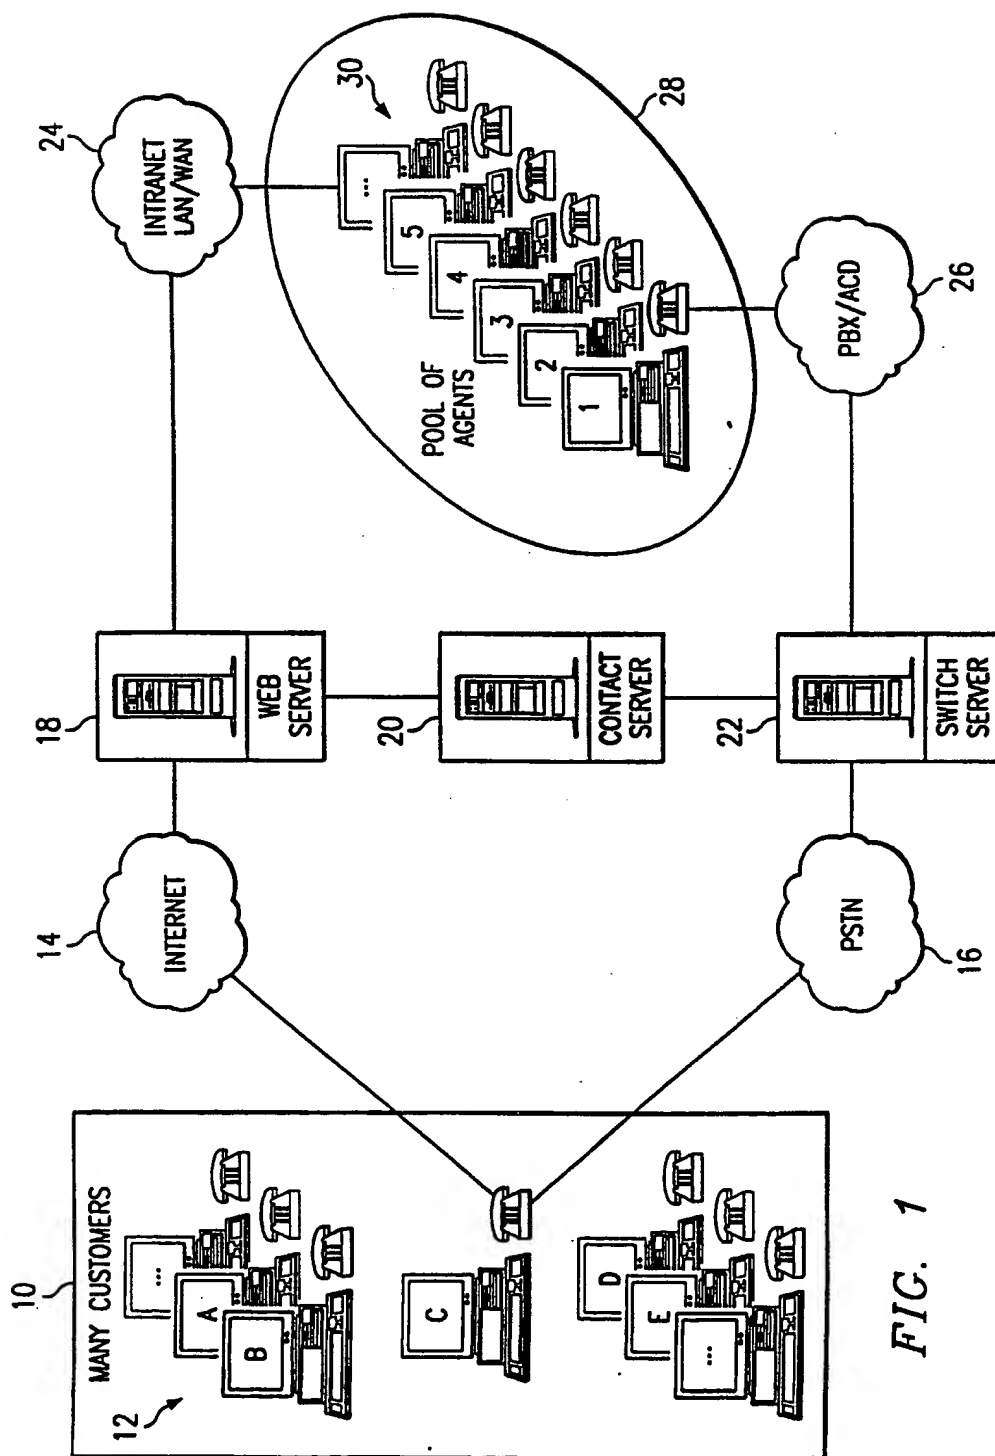 10
MANY CUSTOMERS
12
...
A
B
C
D
E
...
14
INTERNET
PSTN
16
18
WEB
SERVER
20
CONTACT
SERVER
22
SWITCH
SERVER
24
INTRANET
LAN/WAN
30
POOL OF
AGENTS
1
2
3
4
5
...
28
PBX/ACD
26
FIG. 1